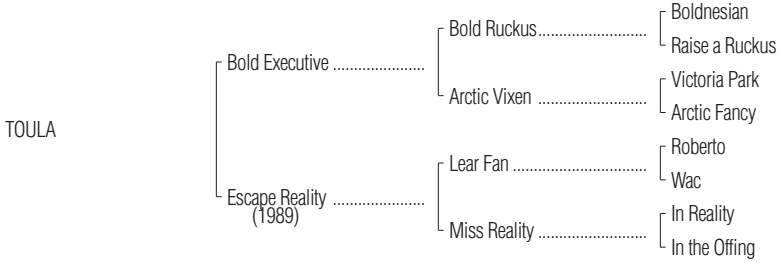 Boldnesian
Bold Ruckus........................
Raise a Ruckus
Bold Executive ....................
Victoria Park
Arctic Vixen ........................
Arctic Fancy
TOULA
Roberto
Lear Fan ..............................
Wac
Escape Reality ....................
(1989)
In Reality
Miss Reality ........................
In the Offing